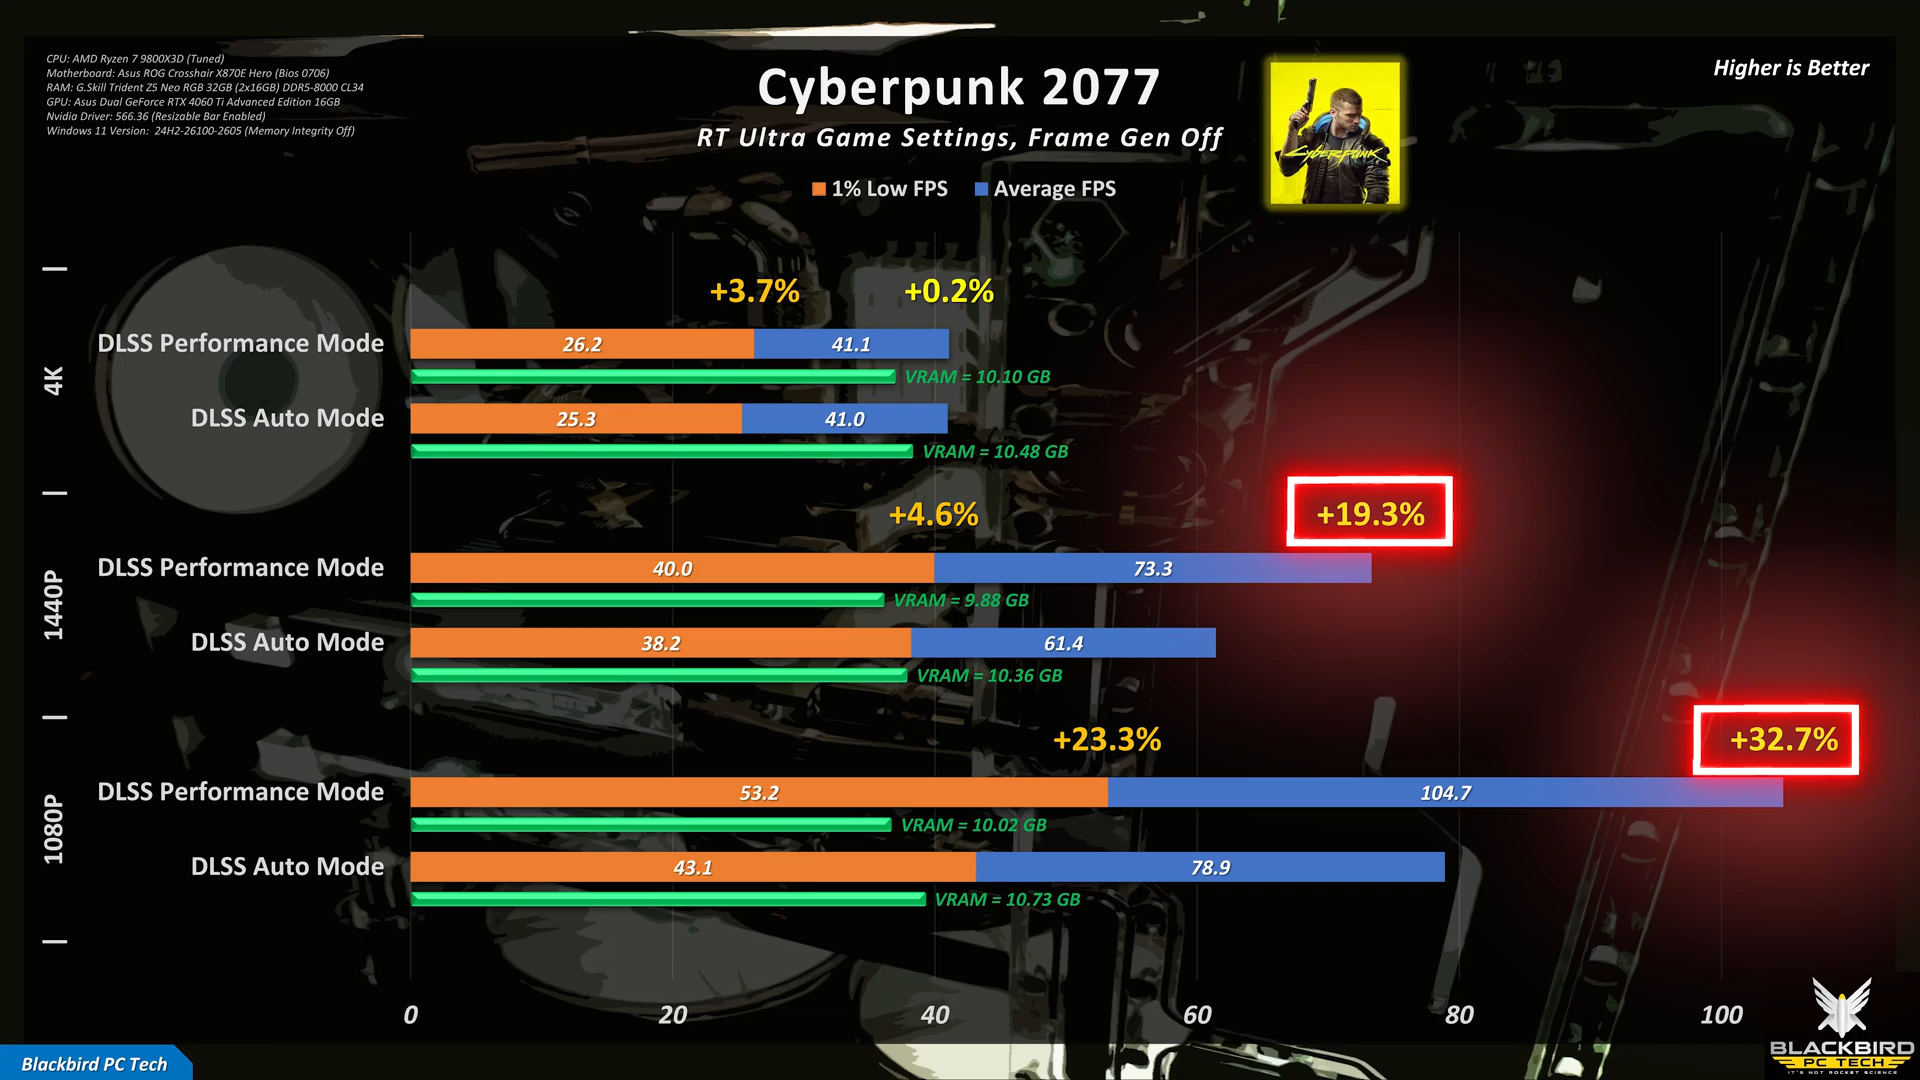 CPU: AMD Ryzen 7 9800X3D (Tuned)
Motherboard: Asus ROG Crosshair X870E Hero (Bios 0706)
RAM: G.Skill Trident Z5 Neo RGB 32GB (2x16GB) DDR5-8000 CL34
GPU: Asus Dual GeForce RTX 4060 Ti Advanced Edition 16GB
Nvidia Driver: 566.36 (Resizable Bar Enabled)
Windows 11 Version: 24H2-26100-2605 (Memory Integrity Off)
Cyberpunk 2077
RT Ultra Game Settings, Frame Gen Off
1% Low FPS
Average FPS
Cyberpunk
Higher is Better
4K
+3.7%
+0.2%
DLSS Performance Mode
26.2
41.1
VRAM = 10.10 GB
DLSS Auto Mode
25.3
41.0
VRAM = 10.48 GB
1440P
+4.6%
+19.3%
DLSS Performance Mode
40.0
73.3
VRAM = 9.88 GB
DLSS Auto Mode
38.2
61.4
VRAM = 10.36 GB
1080P
+23.3%
+32.7%
DLSS Performance Mode
53.2
104.7
VRAM = 10.02 GB
DLSS Auto Mode
43.1
78.9
VRAM = 10.73 GB
0
20
40
60
80
100
Blackbird PC Tech
BLACKBIRD
PC TECH
IT'S NOT ROCKET SCIENCE